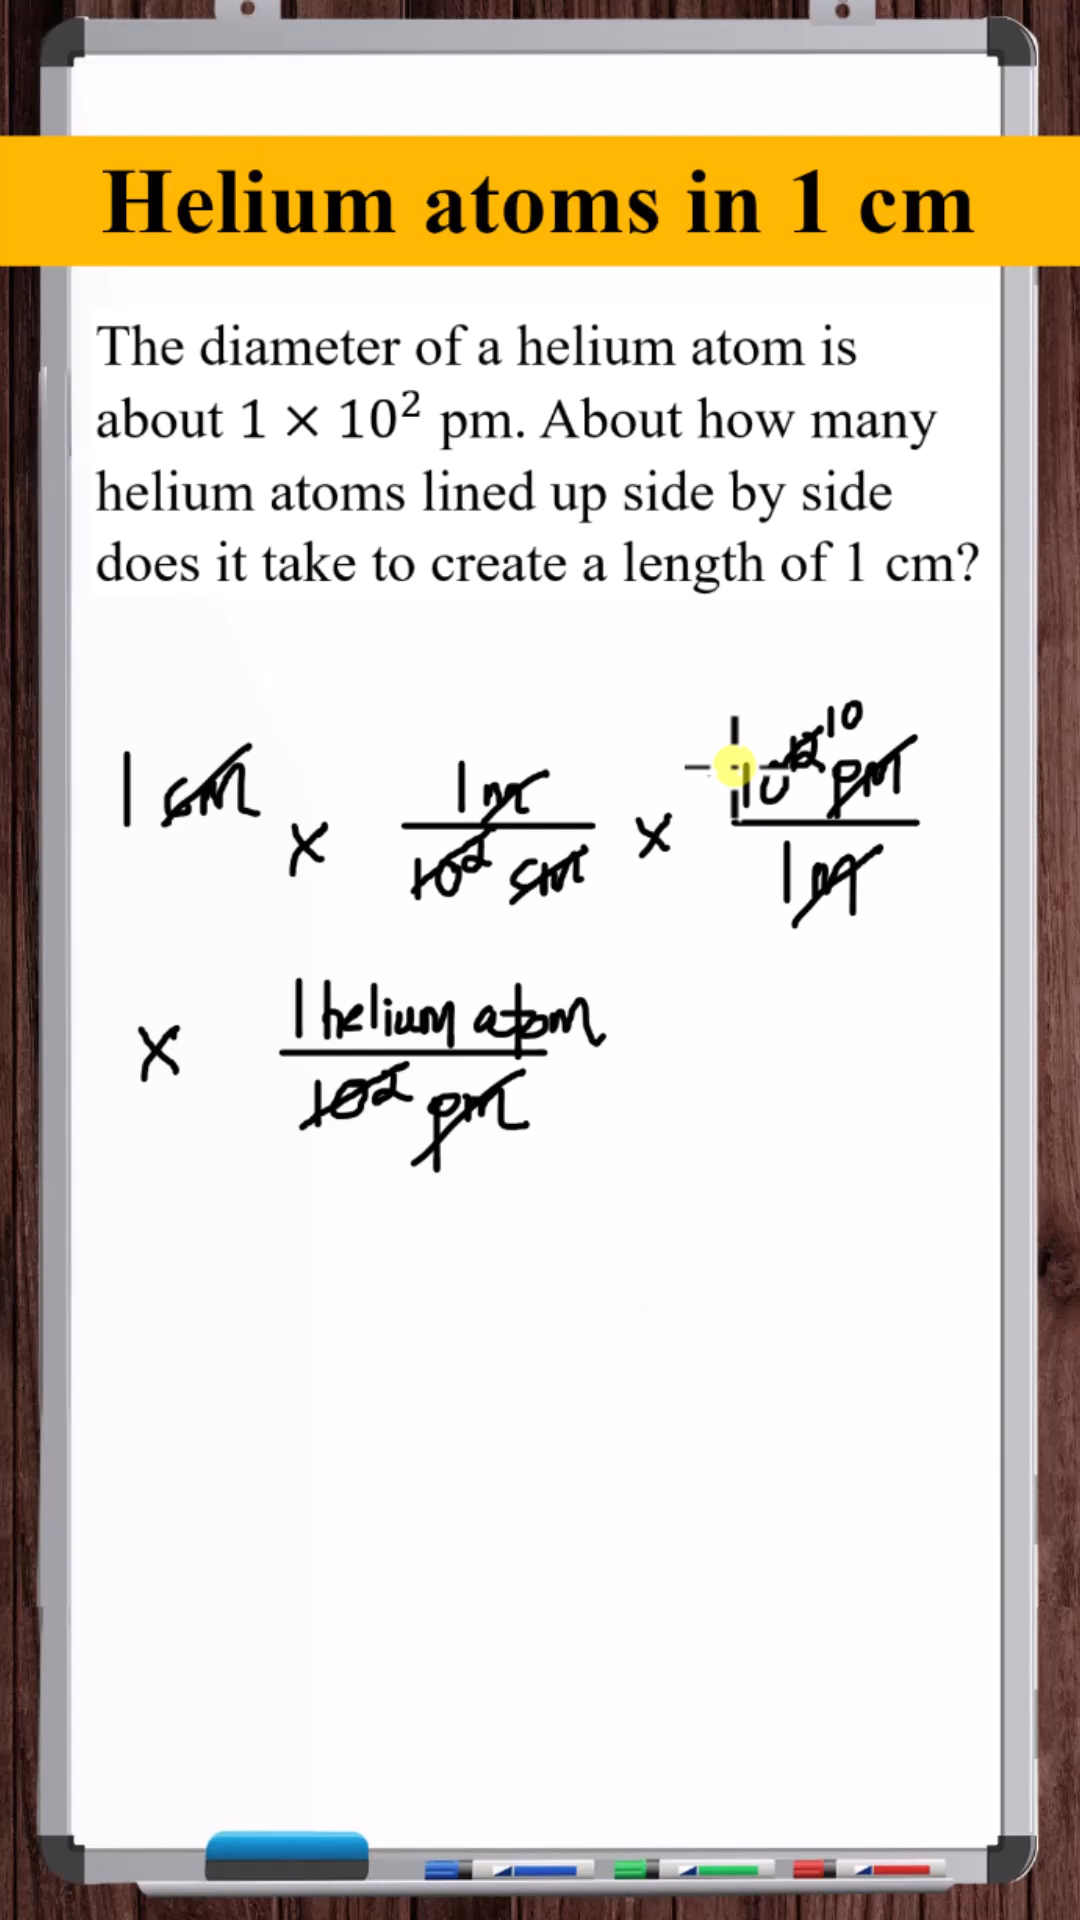 Helium atoms in 1 cm
The diameter of a helium atom is
about 1 × 10² pm. About how many
helium atoms lined up side by side
does it take to create a length of 1 cm?
1 cm × 1 m / 10² cm × 10¹² 10 pm / 1 m
× 1 helium atom / 10² pm